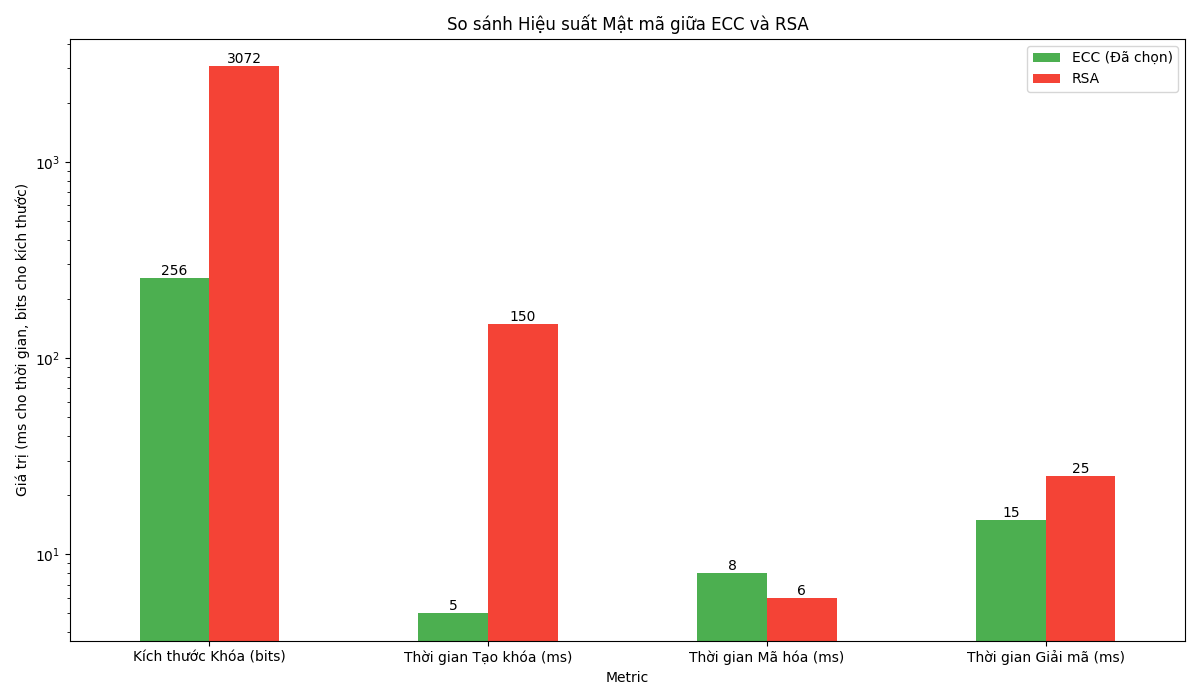 So sánh Hiệu suất Mật mã giữa ECC và RSA
ECC (Đã chọn)
RSA
Giá trị (ms cho thời gian, bits cho kích thước)
10³
10²
10¹
256
3072
5
150
8
6
15
25
Kích thước Khóa (bits)
Thời gian Tạo khóa (ms)
Thời gian Mã hóa (ms)
Thời gian Giải mã (ms)
Metric